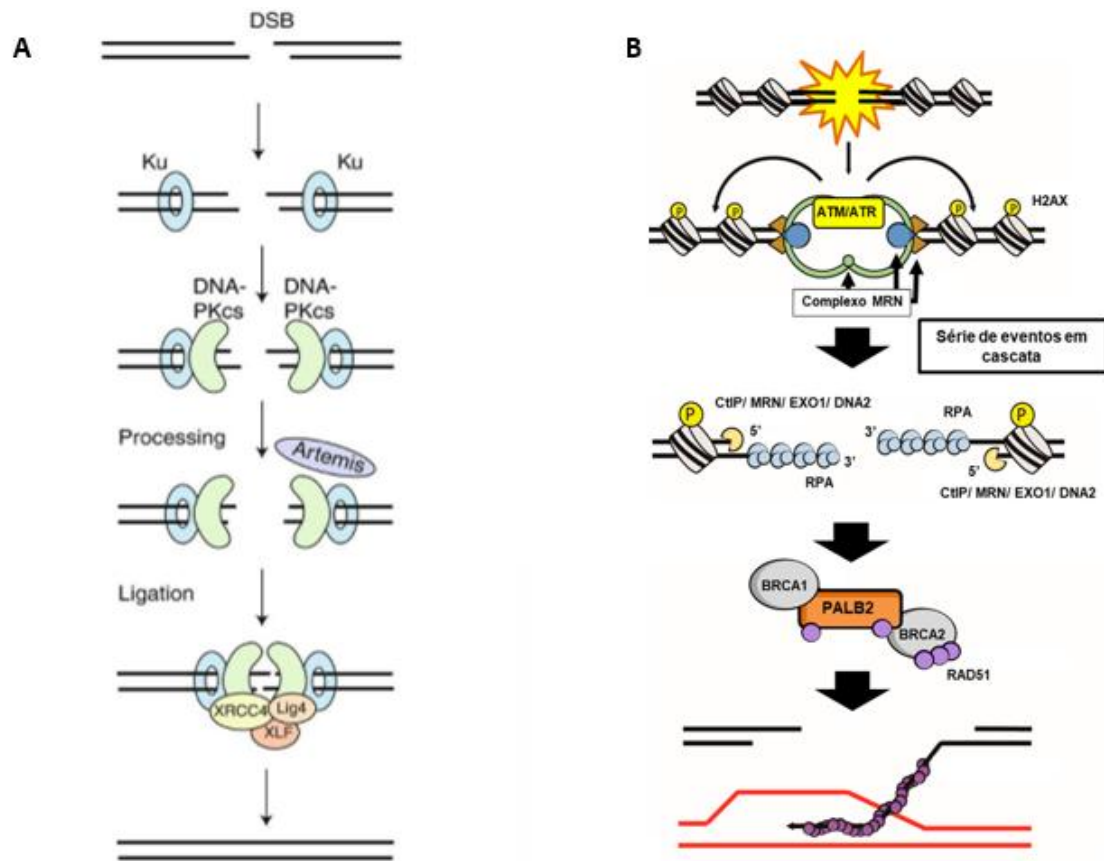 A
DSB
Ku
Ku
DNA-
PKcs
DNA-
PKcs
Processing
Artemis
Ligation
XRCC4
Lig4
XLF
B
H2AX
P
P
P
P
ATM/ATR
Complexo MRN
Série de eventos em
cascata
CtIP/ MRN/ EXO1/ DNA2
P
5'
3'
RPA
3'
RPA
P
5'
CtIP/ MRN/ EXO1/ DNA2
BRCA1
PALB2
BRCA2
RAD51